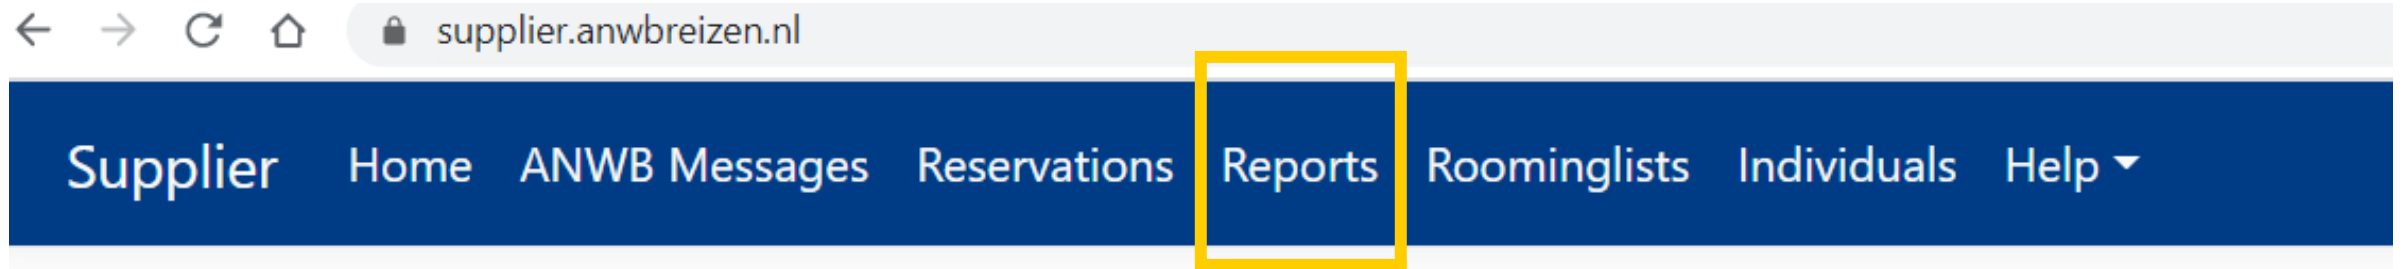 supplier.anwbreizen.nl
Supplier Home ANWB Messages Reservations Reports Roominglists Individuals Help